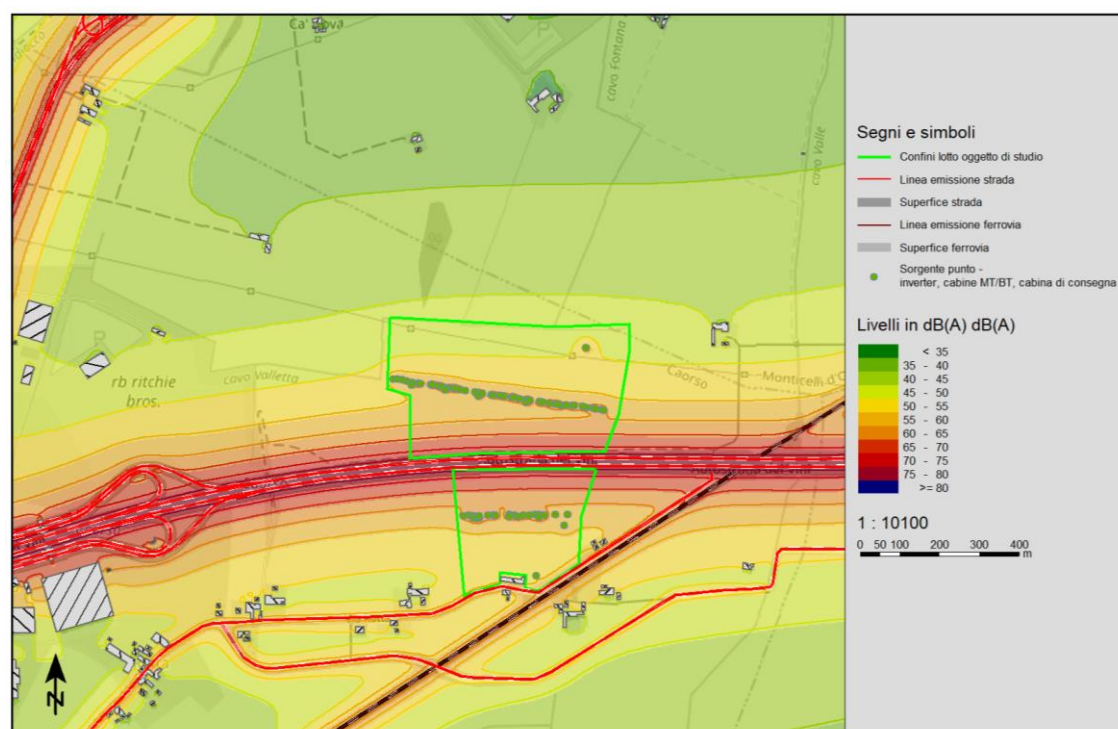 Ca' Nova
P
cavo Fontana
cavo Valle
Segni e simboli
Confini lotto oggetto di studio
Linea emissione strada
Superfice strada
Linea emissione ferrovia
Superfice ferrovia
Sorgente punto -
inverter, cabine MT/BT, cabina di consegna
Livelli in dB(A) dB(A)
< 35
35 - 40
40 - 45
45 - 50
50 - 55
55 - 60
60 - 65
65 - 70
70 - 75
75 - 80
>= 80
1 : 10100
0 50 100 200 300 400
m
P
rb ritchie
bros.
cavo Valletta
Caorso
Monticelli d'O
N